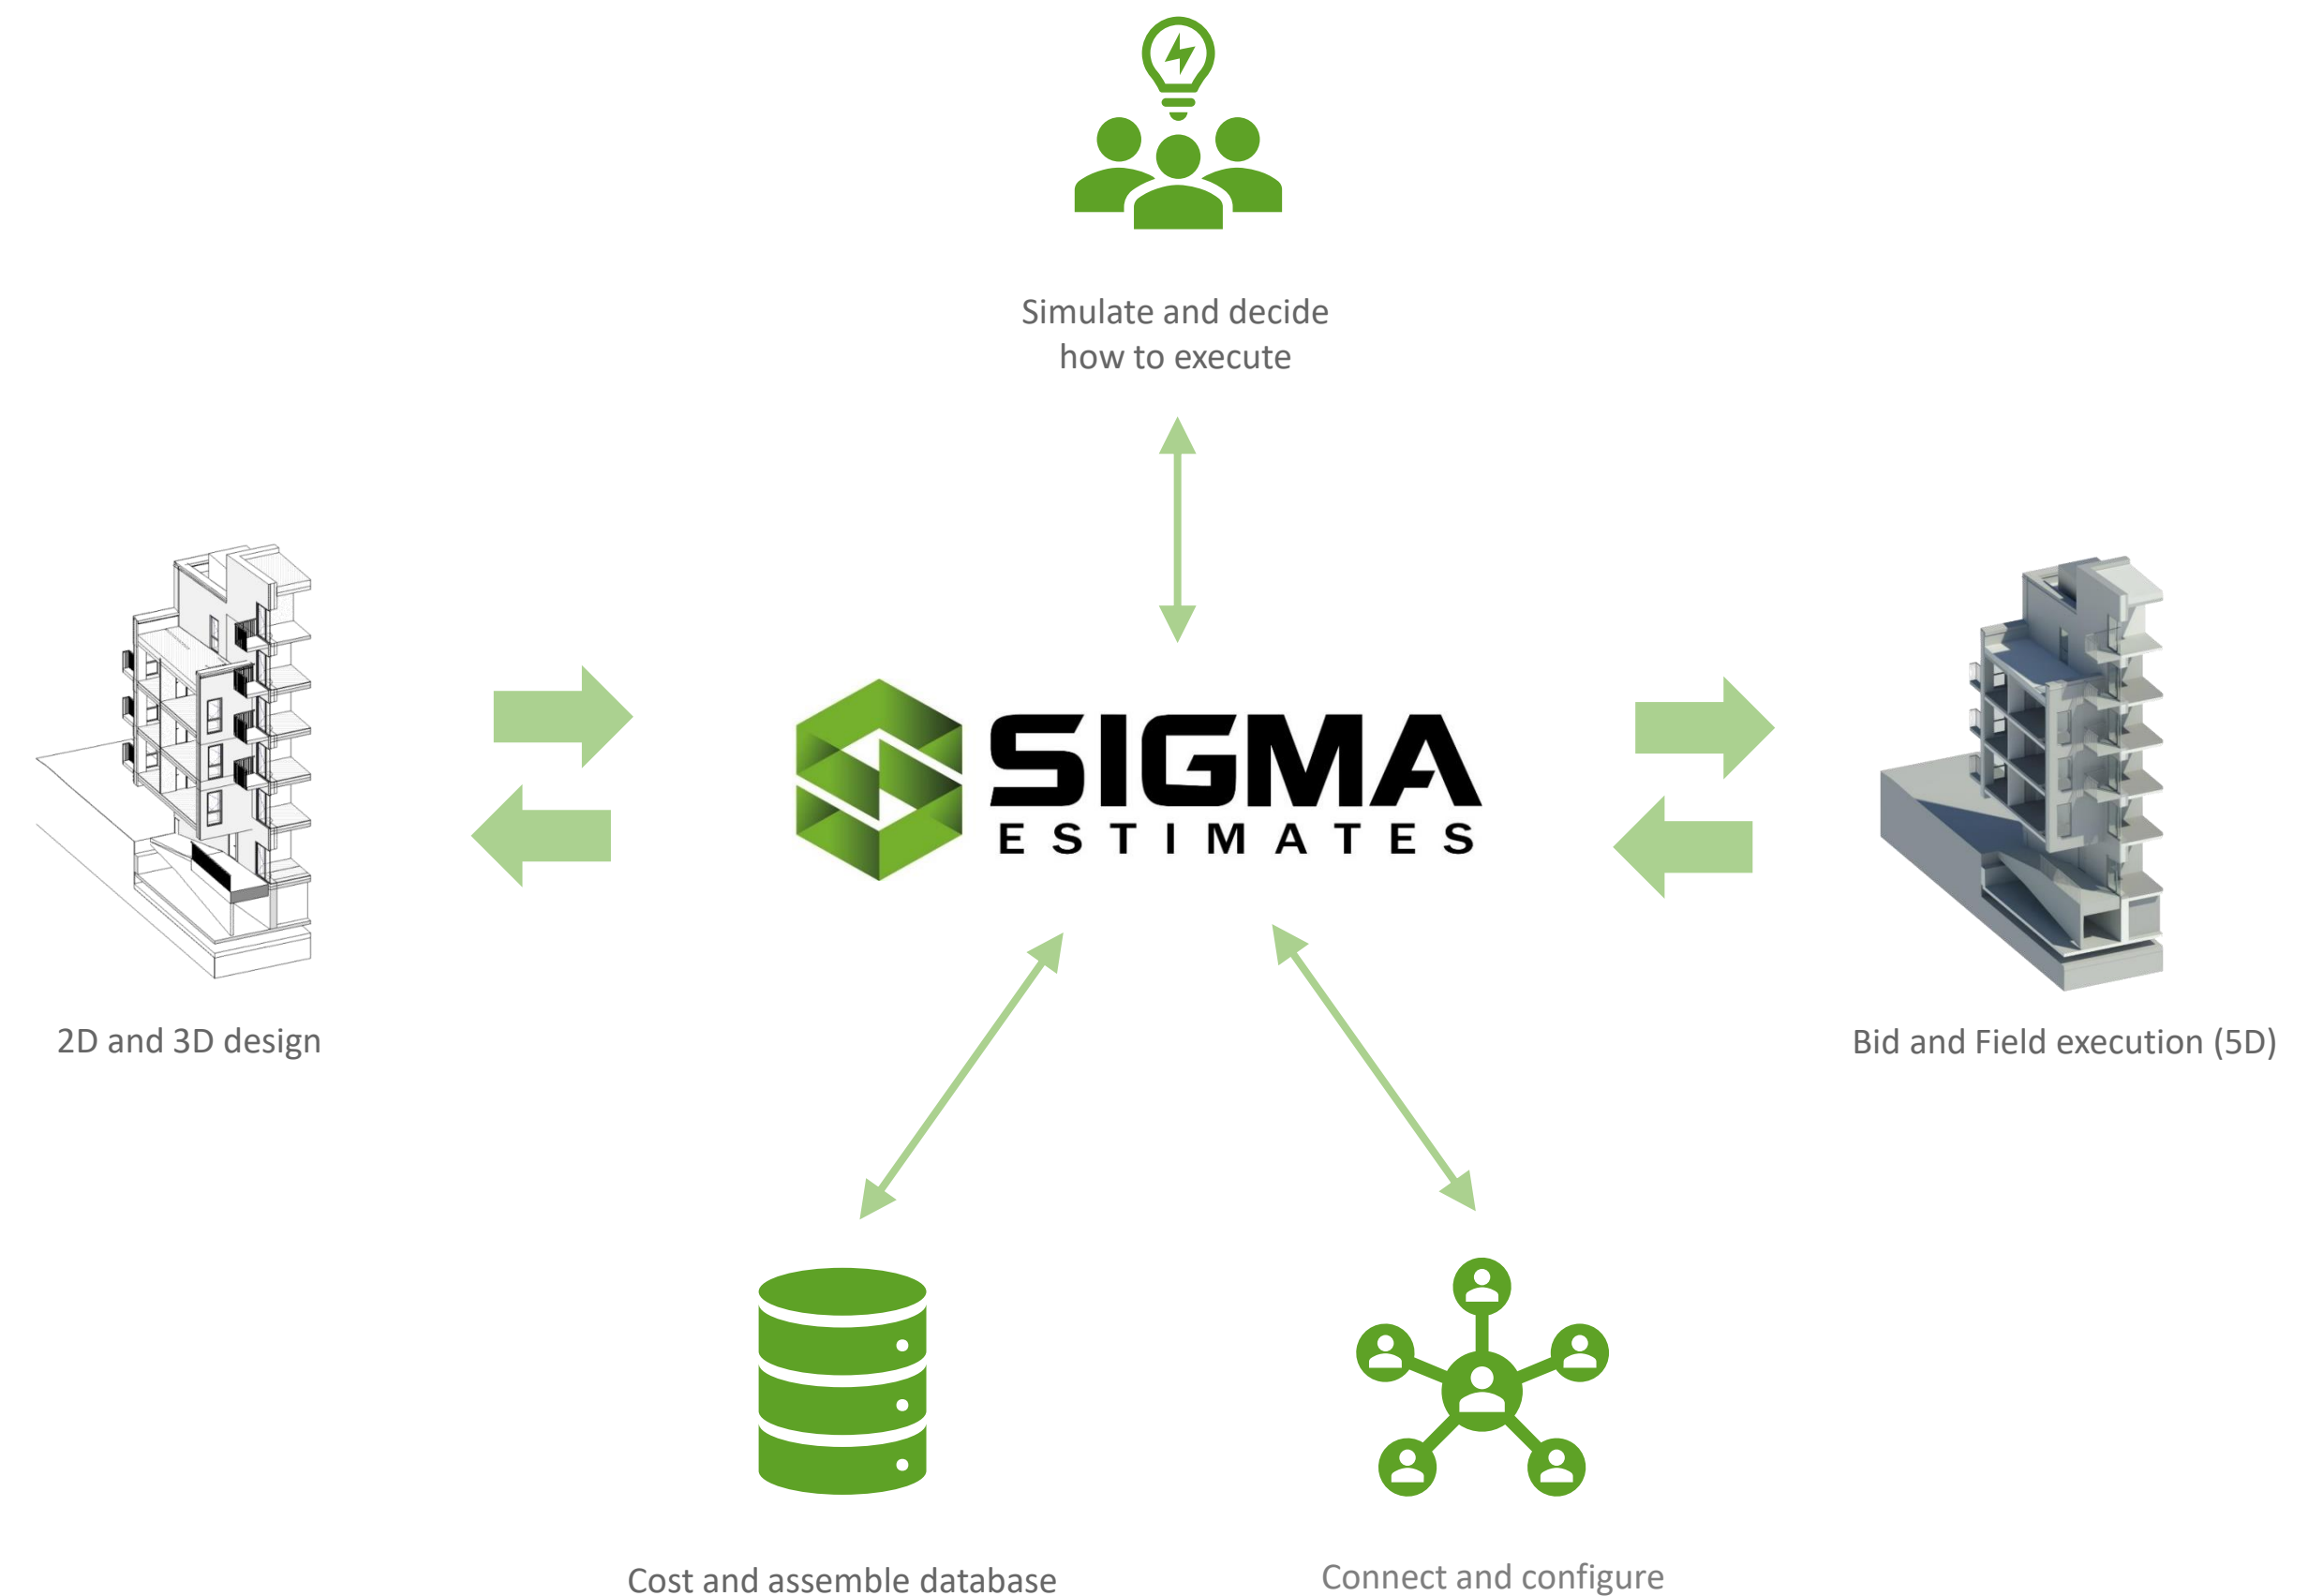 Simulate and decide
how to execute
SIGMA
ESTIMATES
2D and 3D design
Bid and Field execution (5D)
Cost and assemble database
Connect and configure